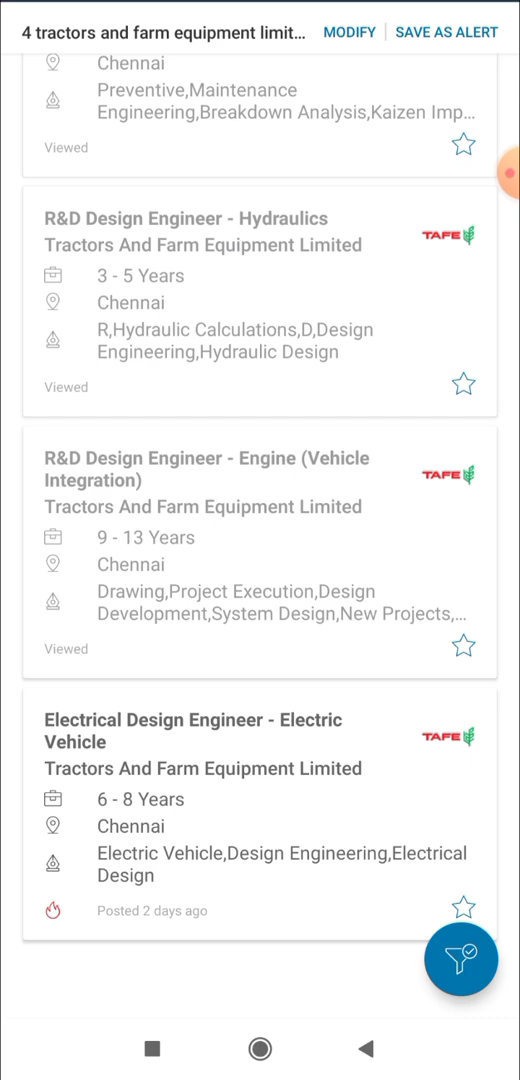 4 tractors and farm equipment limit... MODIFY SAVE AS ALERT
Chennai
Preventive,Maintenance
Engineering,Breakdown Analysis,Kaizen Imp...
Viewed
R&D Design Engineer - Hydraulics
Tractors And Farm Equipment Limited
TAFE
3 - 5 Years
Chennai
R,Hydraulic Calculations,D,Design
Engineering,Hydraulic Design
Viewed
R&D Design Engineer - Engine (Vehicle
Integration)
TAFE
Tractors And Farm Equipment Limited
9 - 13 Years
Chennai
Drawing,Project Execution,Design
Development,System Design,New Projects,...
Viewed
Electrical Design Engineer - Electric
Vehicle
TAFE
Tractors And Farm Equipment Limited
6 - 8 Years
Chennai
Electric Vehicle,Design Engineering,Electrical
Design
Posted 2 days ago